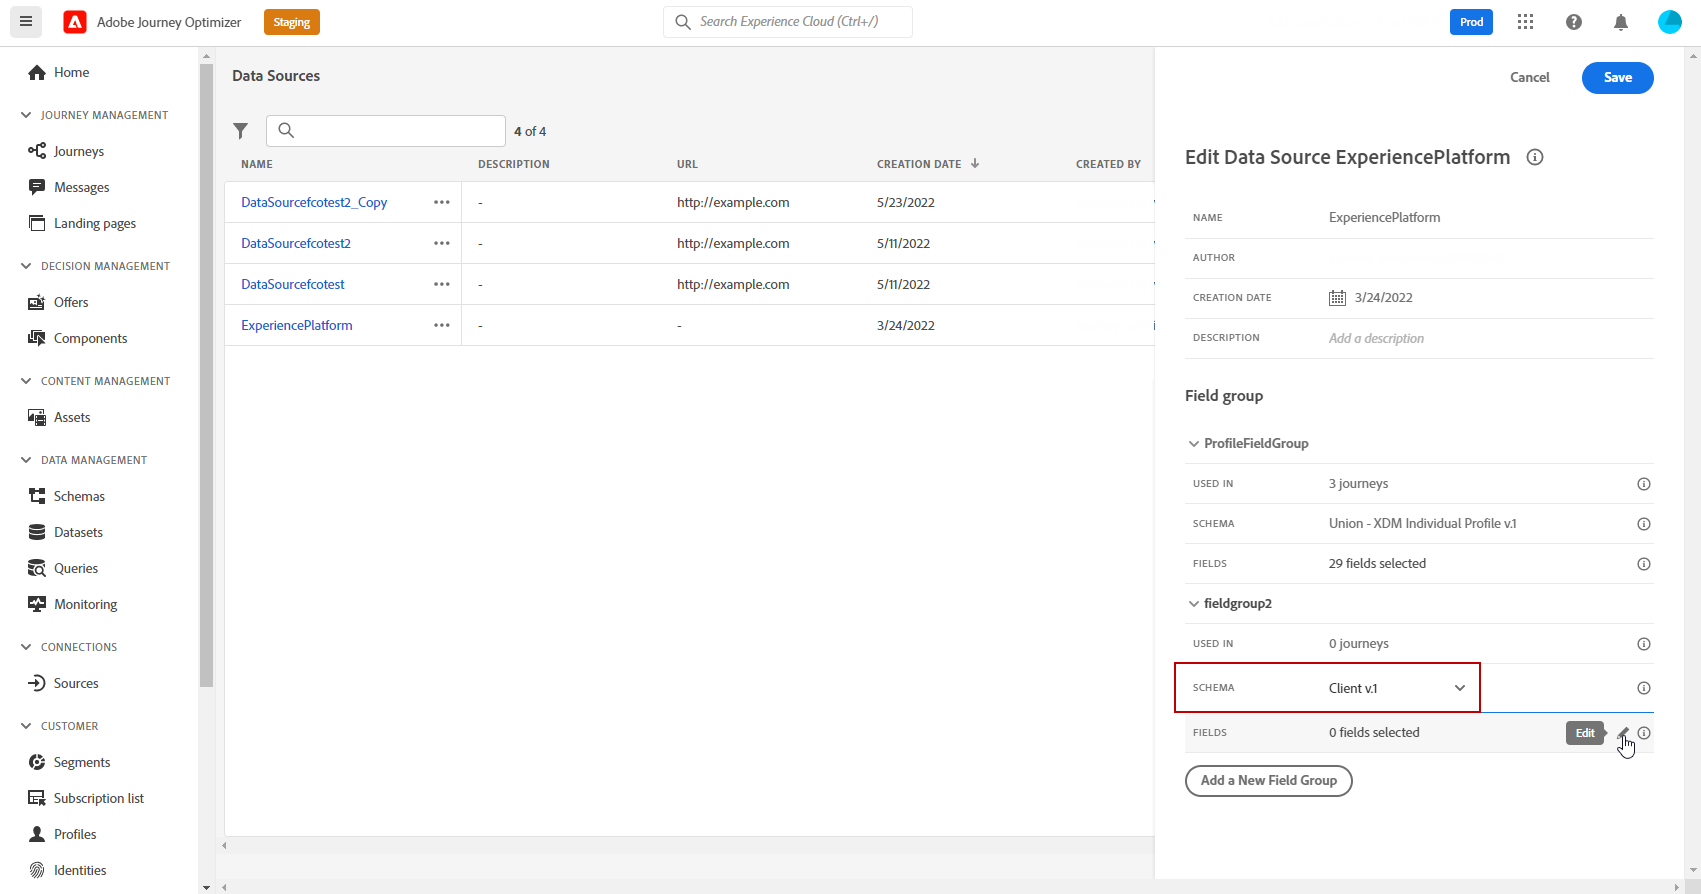 Adobe Journey Optimizer Staging Search Experience Cloud (Ctrl+/) Prod
Home
JOURNEY MANAGEMENT
Journeys
Messages
Landing pages
DECISION MANAGEMENT
Offers
Components
CONTENT MANAGEMENT
Assets
DATA MANAGEMENT
Schemas
Datasets
Queries
Monitoring
CONNECTIONS
Sources
CUSTOMER
Segments
Subscription list
Profiles
Identities
Data Sources
4 of 4
NAME DESCRIPTION URL CREATION DATE CREATED BY
DataSourcefcotest2_Copy - http://example.com 5/23/2022
DataSourcefcotest2 - http://example.com 5/11/2022
DataSourcefcotest - http://example.com 5/11/2022
ExperiencePlatform - - 3/24/2022
Cancel Save
Edit Data Source ExperiencePlatform
NAME ExperiencePlatform
AUTHOR
CREATION DATE 3/24/2022
DESCRIPTION Add a description
Field group
ProfileFieldGroup
USED IN 3 journeys
SCHEMA Union - XDM Individual Profile v.1
FIELDS 29 fields selected
fieldgroup2
USED IN 0 journeys
SCHEMA Client v.1
FIELDS 0 fields selected Edit
Add a New Field Group